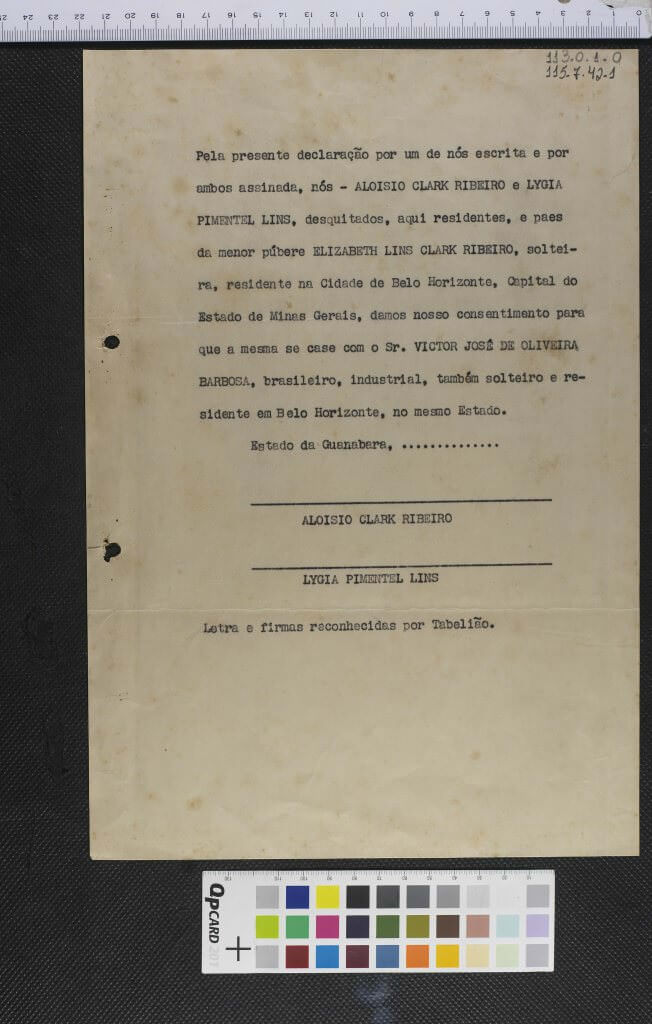 113.0.1.0
115.7.42.1
Pela presente declaração por um de nós escrita e por
ambos assinada, nós - ALOISIO CLARK RIBEIRO e LYGIA
PIMENTEL LINS, desquitados, aqui residentes, e paes
da menor púbere ELIZABETH LINS CLARK RIBEIRO, soltei-
ra, residente na Cidade de Belo Horizonte, Capital do
Estado de Minas Gerais, damos nosso consentimento para
que a mesma se case com o Sr. VICTOR JOSÉ DE OLIVEIRA
BARBOSA, brasileiro, industrial, também solteiro e re-
sidente em Belo Horizonte, no mesmo Estado.
Estado da Guanabara, ..............
ALOISIO CLARK RIBEIRO
LYGIA PIMENTEL LINS
Letra e firmas reconhecidas por Tabelião.
QPCARD 201